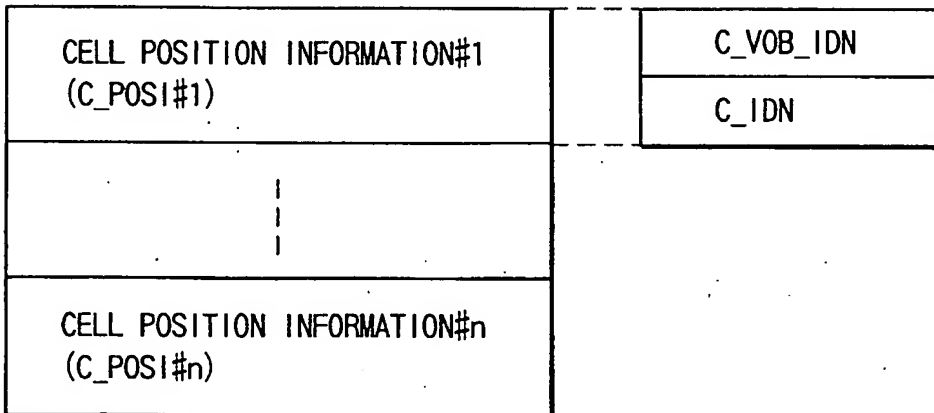 CELL POSITION INFORMATION#1
(C_POSI#1)
C_VOB_IDN
C_IDN
CELL POSITION INFORMATION#n
(C_POSI#n)